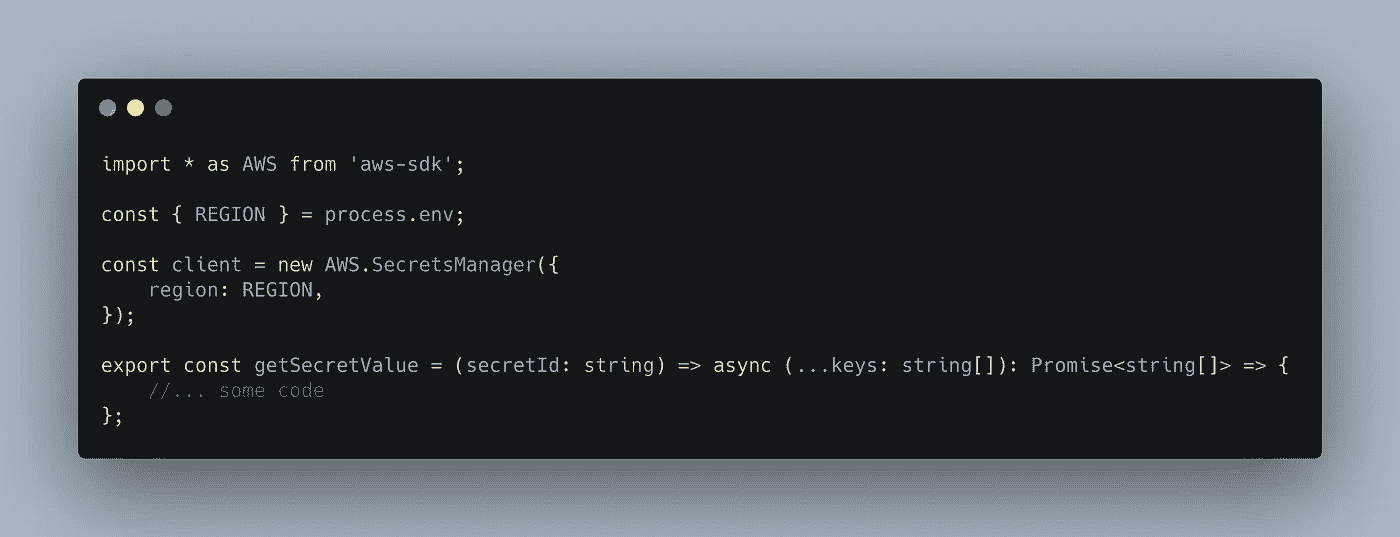 import * as AWS from 'aws-sdk';
const { REGION } = process.env;
const client = new AWS.SecretsManager({
    region: REGION,
});
export const getSecretValue = (secretId: string) => async (...keys: string[]): Promise<string[]> => {
    //... some code
};